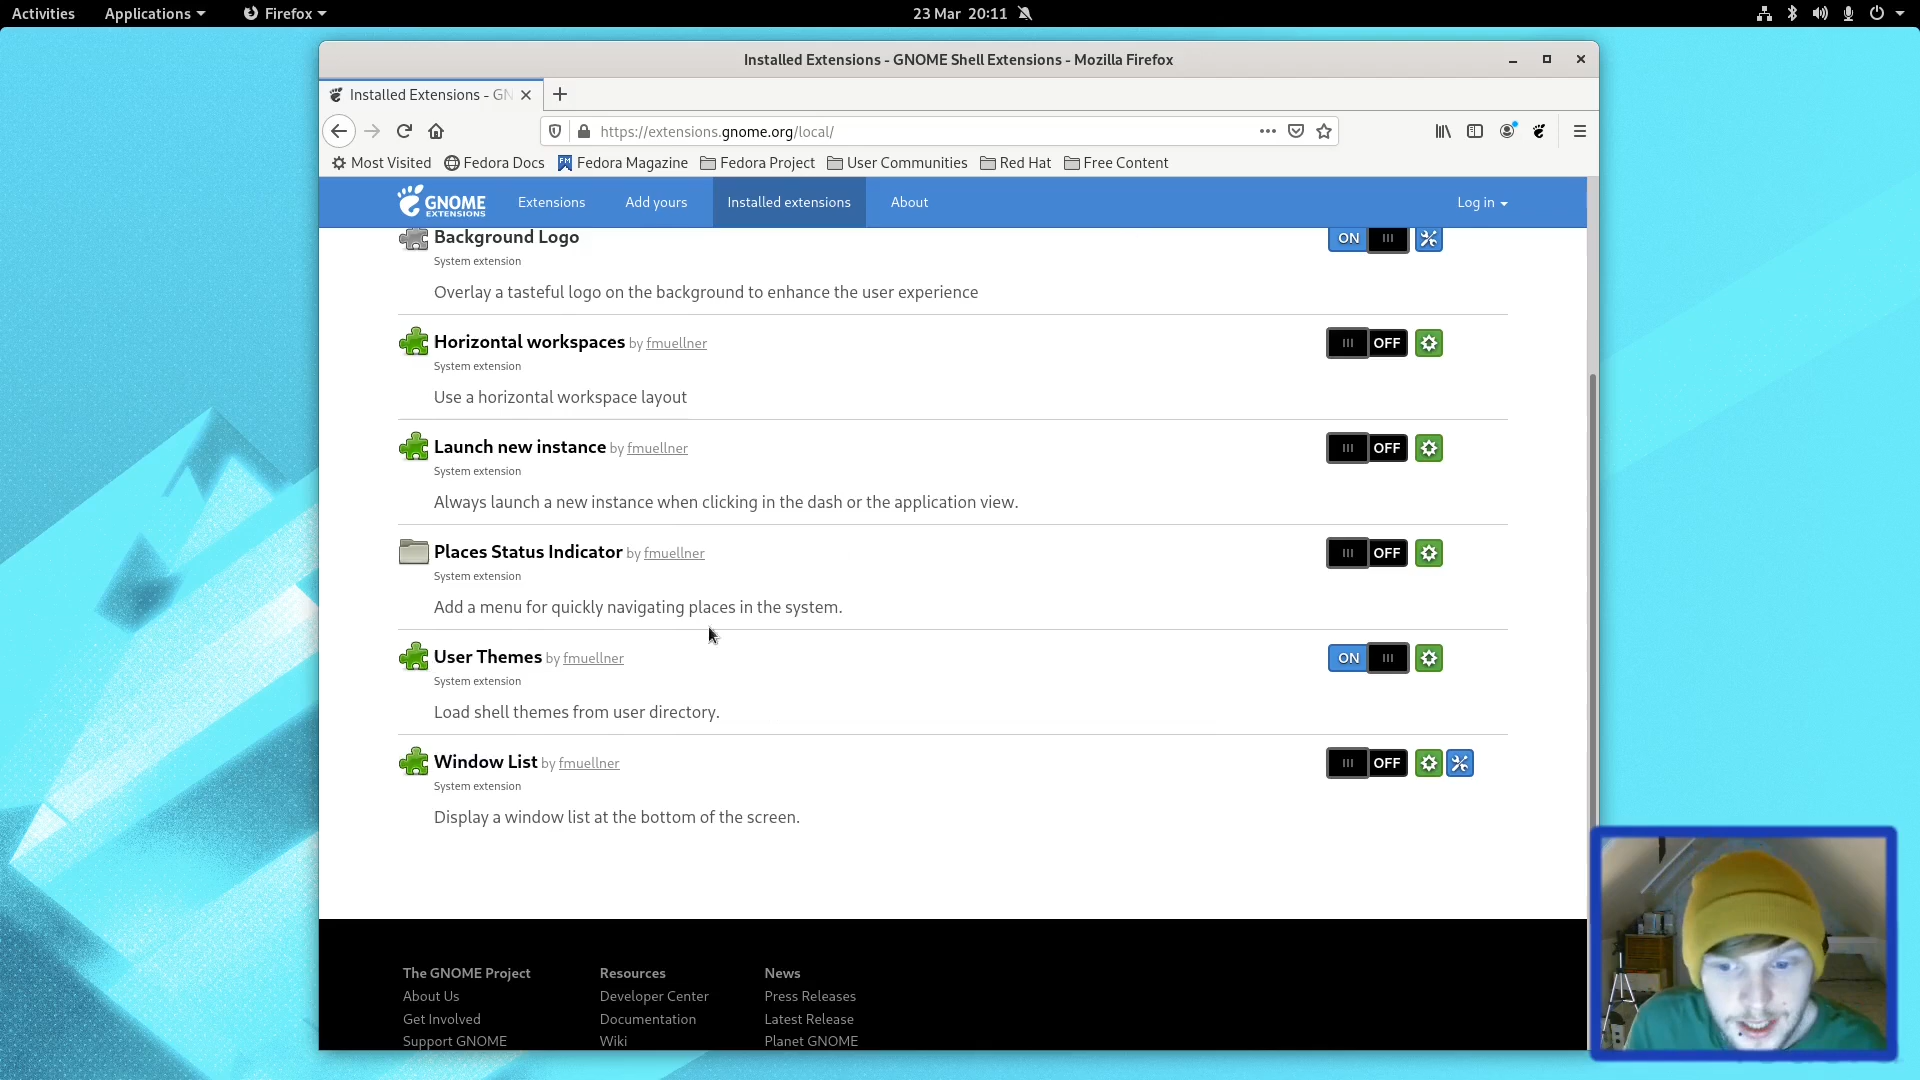 Activities Applications Firefox 23 Mar 20:11
Installed Extensions - GNOME Shell Extensions - Mozilla Firefox
Installed Extensions - GN
https://extensions.gnome.org/local/
Most Visited Fedora Docs Fedora Magazine Fedora Project User Communities Red Hat Free Content
GNOME
EXTENSIONS
Extensions Add yours Installed extensions About Log in
Background Logo ON
System extension
Overlay a tasteful logo on the background to enhance the user experience
Horizontal workspaces by fmuellner OFF
System extension
Use a horizontal workspace layout
Launch new instance by fmuellner OFF
System extension
Always launch a new instance when clicking in the dash or the application view.
Places Status Indicator by fmuellner OFF
System extension
Add a menu for quickly navigating places in the system.
User Themes by fmuellner ON
System extension
Load shell themes from user directory.
Window List by fmuellner OFF
System extension
Display a window list at the bottom of the screen.
The GNOME Project Resources News
About Us Developer Center Press Releases
Get Involved Documentation Latest Release
Support GNOME Wiki Planet GNOME